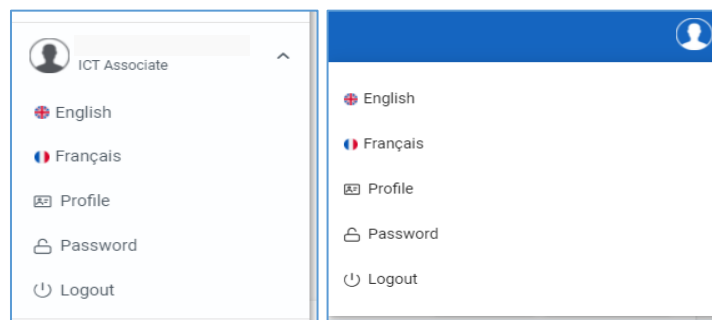 ICT Associate
English
Français
Profile
Password
Logout
English
Français
Profile
Password
Logout